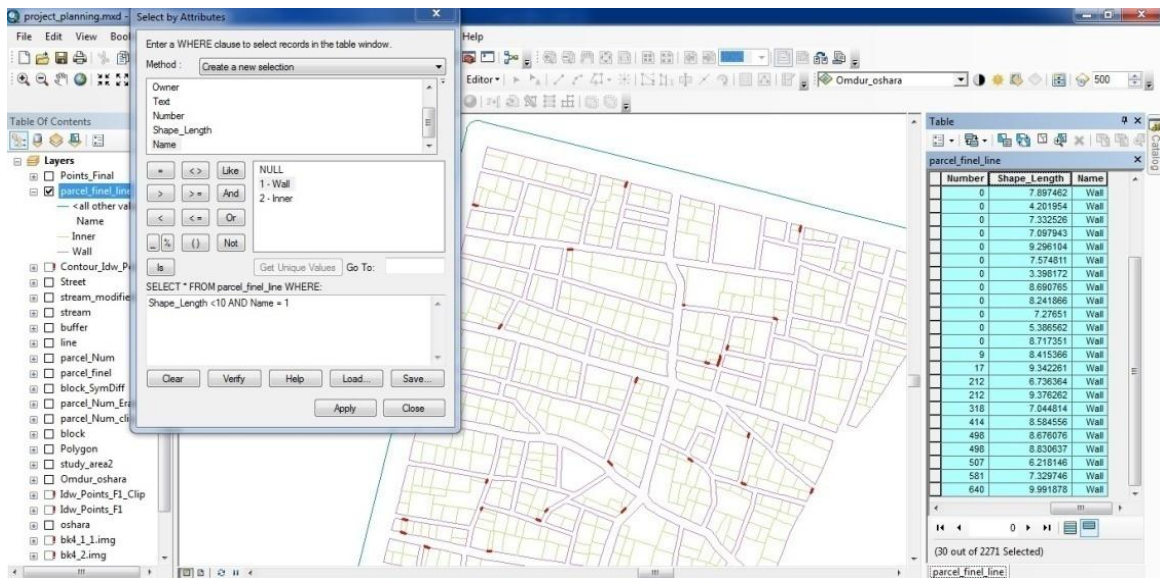 project_planning.mxd -
Select by Attributes
File Edit View
Help
Enter a WHERE clause to select records in the table window.
Method : Create a new selection
Owner
Text
Number
Shape_Length
Name
= <> Like
> >= And
< <= Or
_ % () Not
Is
NULL
1 - Wall
2 - Inner
Get Unique Values Go To:
SELECT * FROM parcel_finel_line WHERE:
Shape_Length <10 AND Name = 1
Clear Verify Help Load... Save...
Apply Close
Editor
Omdur_oshara
500
Table Of Contents
Layers
Points_Final
parcel_finel_line
<all other val
Name
Inner
Wall
Contour_Idw_P
Street
stream_modifie
stream
buffer
line
parcel_Num
parcel_finel
block_SymDiff
parcel_Num_Era
parcel_Num_cli
block
Polygon
study_area2
Omdur_oshara
Idw_Points_F1_Clip
Idw_Points_F1
oshara
bk4_1_1.img
bk4_2.img
Table
Catalog
parcel_finel_line
Number Shape_Length Name
0 7.897462 Wall
0 4.201954 Wall
0 7.332526 Wall
0 7.097943 Wall
0 9.296104 Wall
0 7.574811 Wall
0 3.398172 Wall
0 8.690765 Wall
0 8.241866 Wall
0 7.27651 Wall
0 5.386562 Wall
0 8.717351 Wall
9 8.415366 Wall
17 9.342261 Wall
212 6.736364 Wall
212 9.376262 Wall
318 7.044814 Wall
414 8.584556 Wall
498 8.676076 Wall
498 8.830637 Wall
507 6.218146 Wall
581 7.329746 Wall
640 9.991878 Wall
0
(30 out of 2271 Selected)
parcel_finel_line